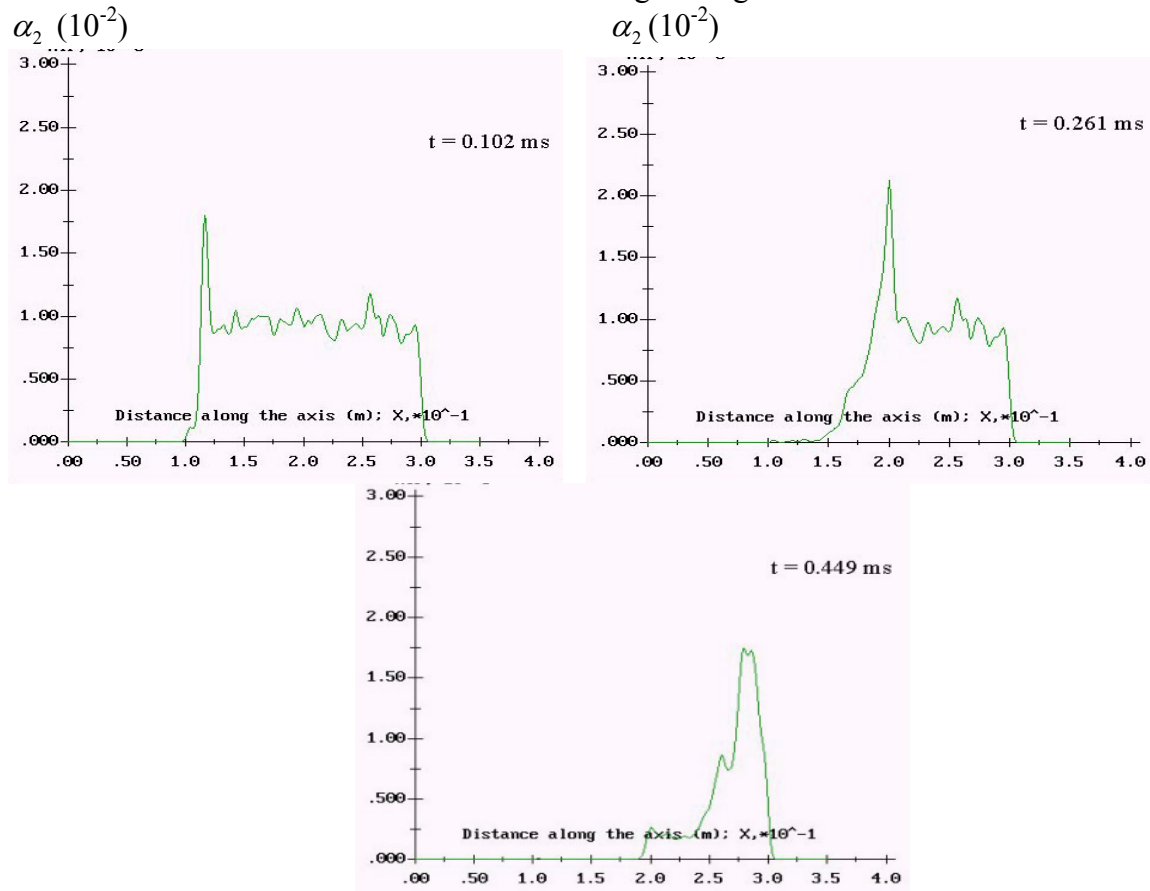 α₂ (10⁻²)
α₂ (10⁻²)
3.00
2.50
t = 0.102 ms
2.00
1.50
1.00
.500
Distance along the axis (m); X,*10^-1
.000
.00 .50 1.0 1.5 2.0 2.5 3.0 3.5 4.0
3.00
t = 0.261 ms
2.50
2.00
1.50
1.00
.500
Distance along the axis (m); X,*10^-1
.000
.00 .50 1.0 1.5 2.0 2.5 3.0 3.5 4.0
3.00
2.50
t = 0.449 ms
2.00
1.50
1.00
.500
Distance along the axis (m); X,*10^-1
.000
.00 .50 1.0 1.5 2.0 2.5 3.0 3.5 4.0